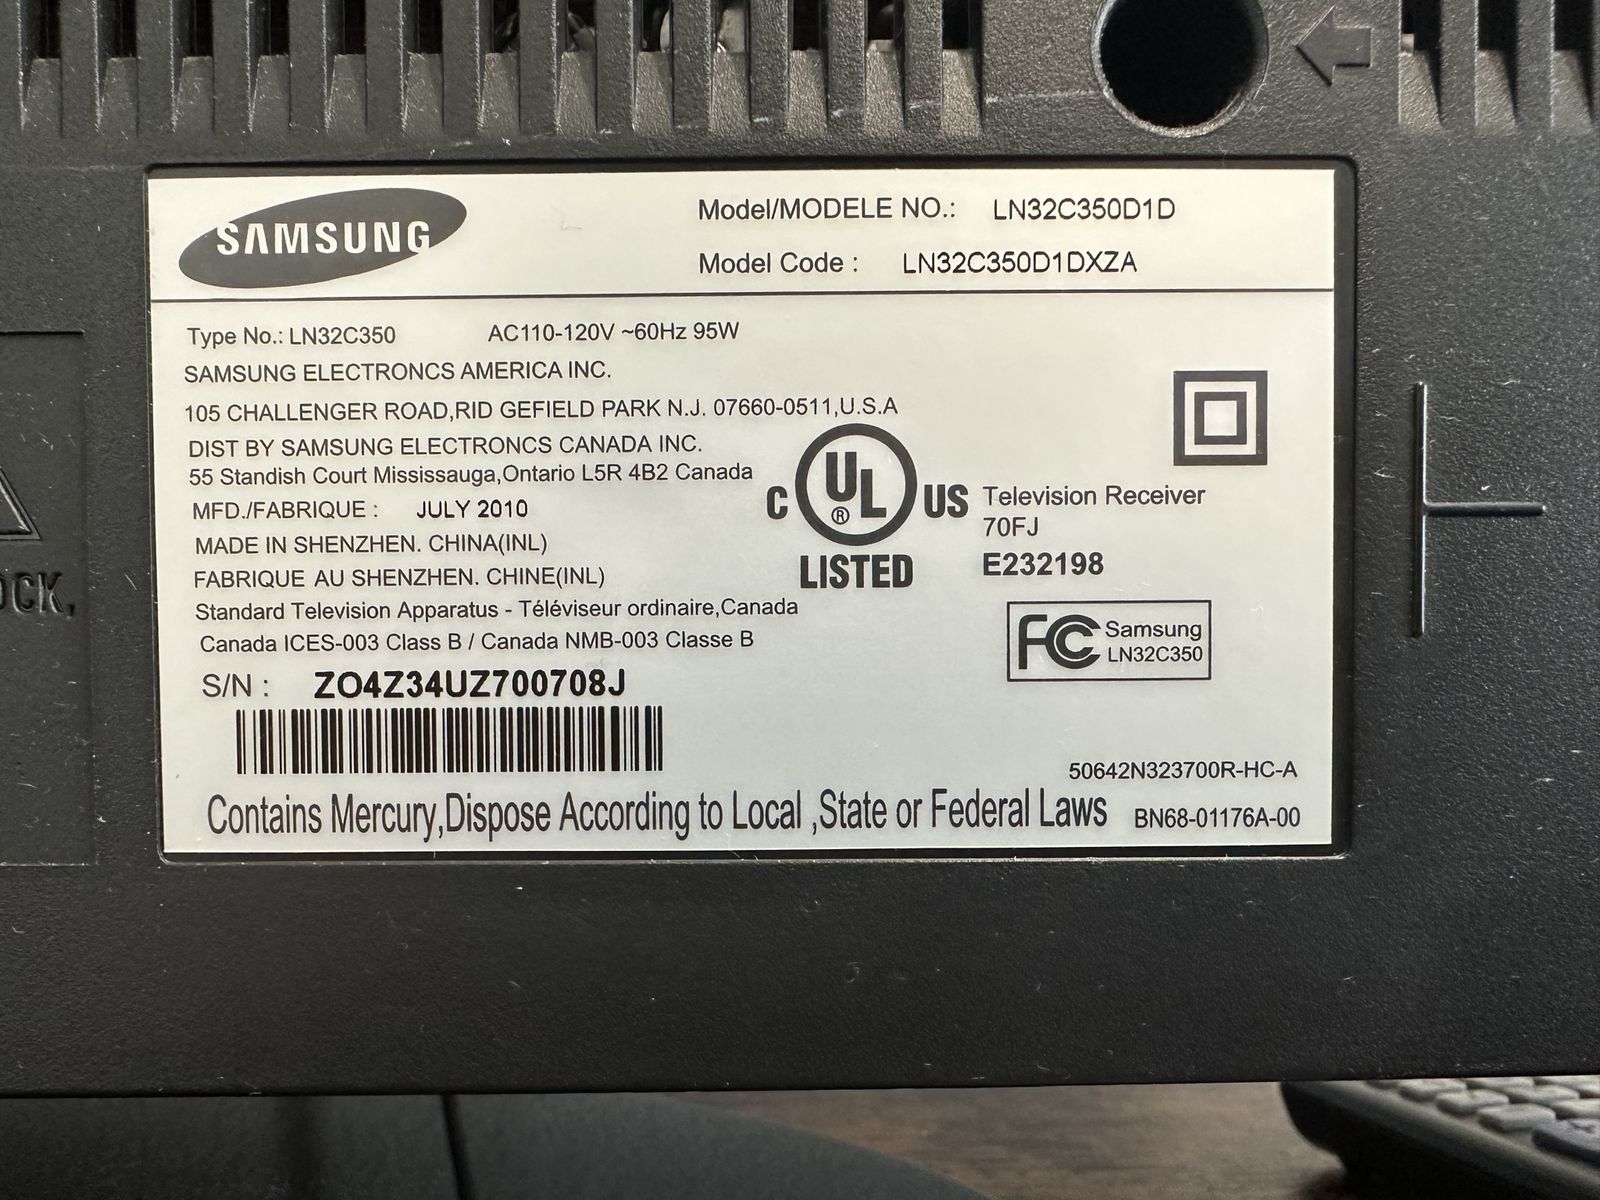 SAMSUNG
Model/MODELE NO.: LN32C350D1D
Model Code : LN32C350D1DXZA
Type No.: LN32C350 AC110-120V ~60Hz 95W
SAMSUNG ELECTRONCS AMERICA INC.
105 CHALLENGER ROAD,RID GEFIELD PARK N.J. 07660-0511,U.S.A
DIST BY SAMSUNG ELECTRONCS CANADA INC.
55 Standish Court Mississauga,Ontario L5R 4B2 Canada
MFD./FABRIQUE : JULY 2010
MADE IN SHENZHEN. CHINA(INL)
FABRIQUE AU SHENZHEN. CHINE(INL)
Standard Television Apparatus - Téléviseur ordinaire,Canada
Canada ICES-003 Class B / Canada NMB-003 Classe B
S/N : ZO4Z34UZ700708J
C UL ® US
LISTED
Television Receiver
70FJ
E232198
FC Samsung
LN32C350
50642N323700R-HC-A
Contains Mercury,Dispose According to Local ,State or Federal Laws
BN68-01176A-00